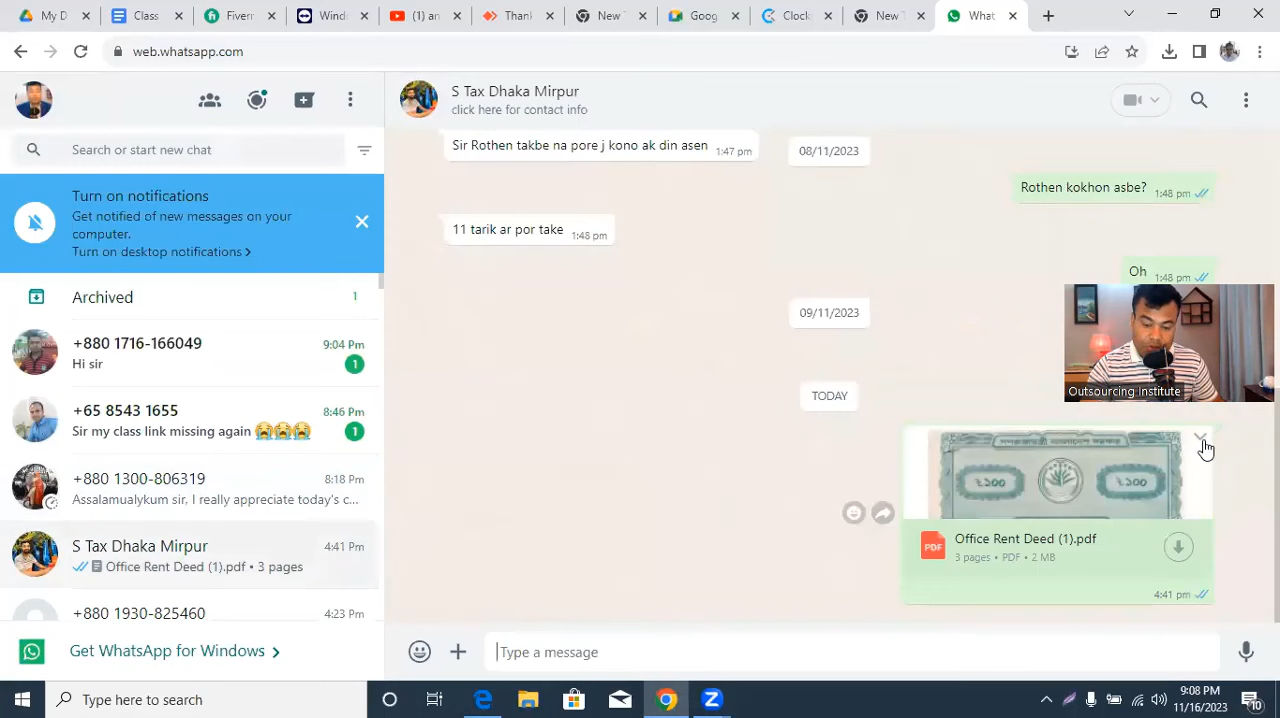 My D
Class
Fiverr
Wind
(1) an
Thank
New T
Goog
Clock
New T
What
web.whatsapp.com
S Tax Dhaka Mirpur
click here for contact info
Search or start new chat
Turn on notifications
Get notified of new messages on your
computer.
Turn on desktop notifications >
Archived 1
+880 1716-166049 9:04 Pm
Hi sir 1
+65 8543 1655 8:46 Pm
Sir my class link missing again 😭😭😭 1
+880 1300-806319 8:18 Pm
Assalamualykum sir, I really appreciate today's c...
S Tax Dhaka Mirpur 4:41 Pm
Office Rent Deed (1).pdf • 3 pages
+880 1930-825460 4:23 Pm
Get WhatsApp for Windows >
Sir Rothen takbe na pore j kono ak din asen 1:47 pm
08/11/2023
Rothen kokhon asbe? 1:48 pm
11 tarik ar por take 1:48 pm
Oh 1:48 pm
09/11/2023
Outsourcing Institute
TODAY
৳১০০ ৳১০০
PDF Office Rent Deed (1).pdf
3 pages • PDF • 2 MB
4:41 pm
Type a message
Type here to search
9:08 PM
11/16/2023
10